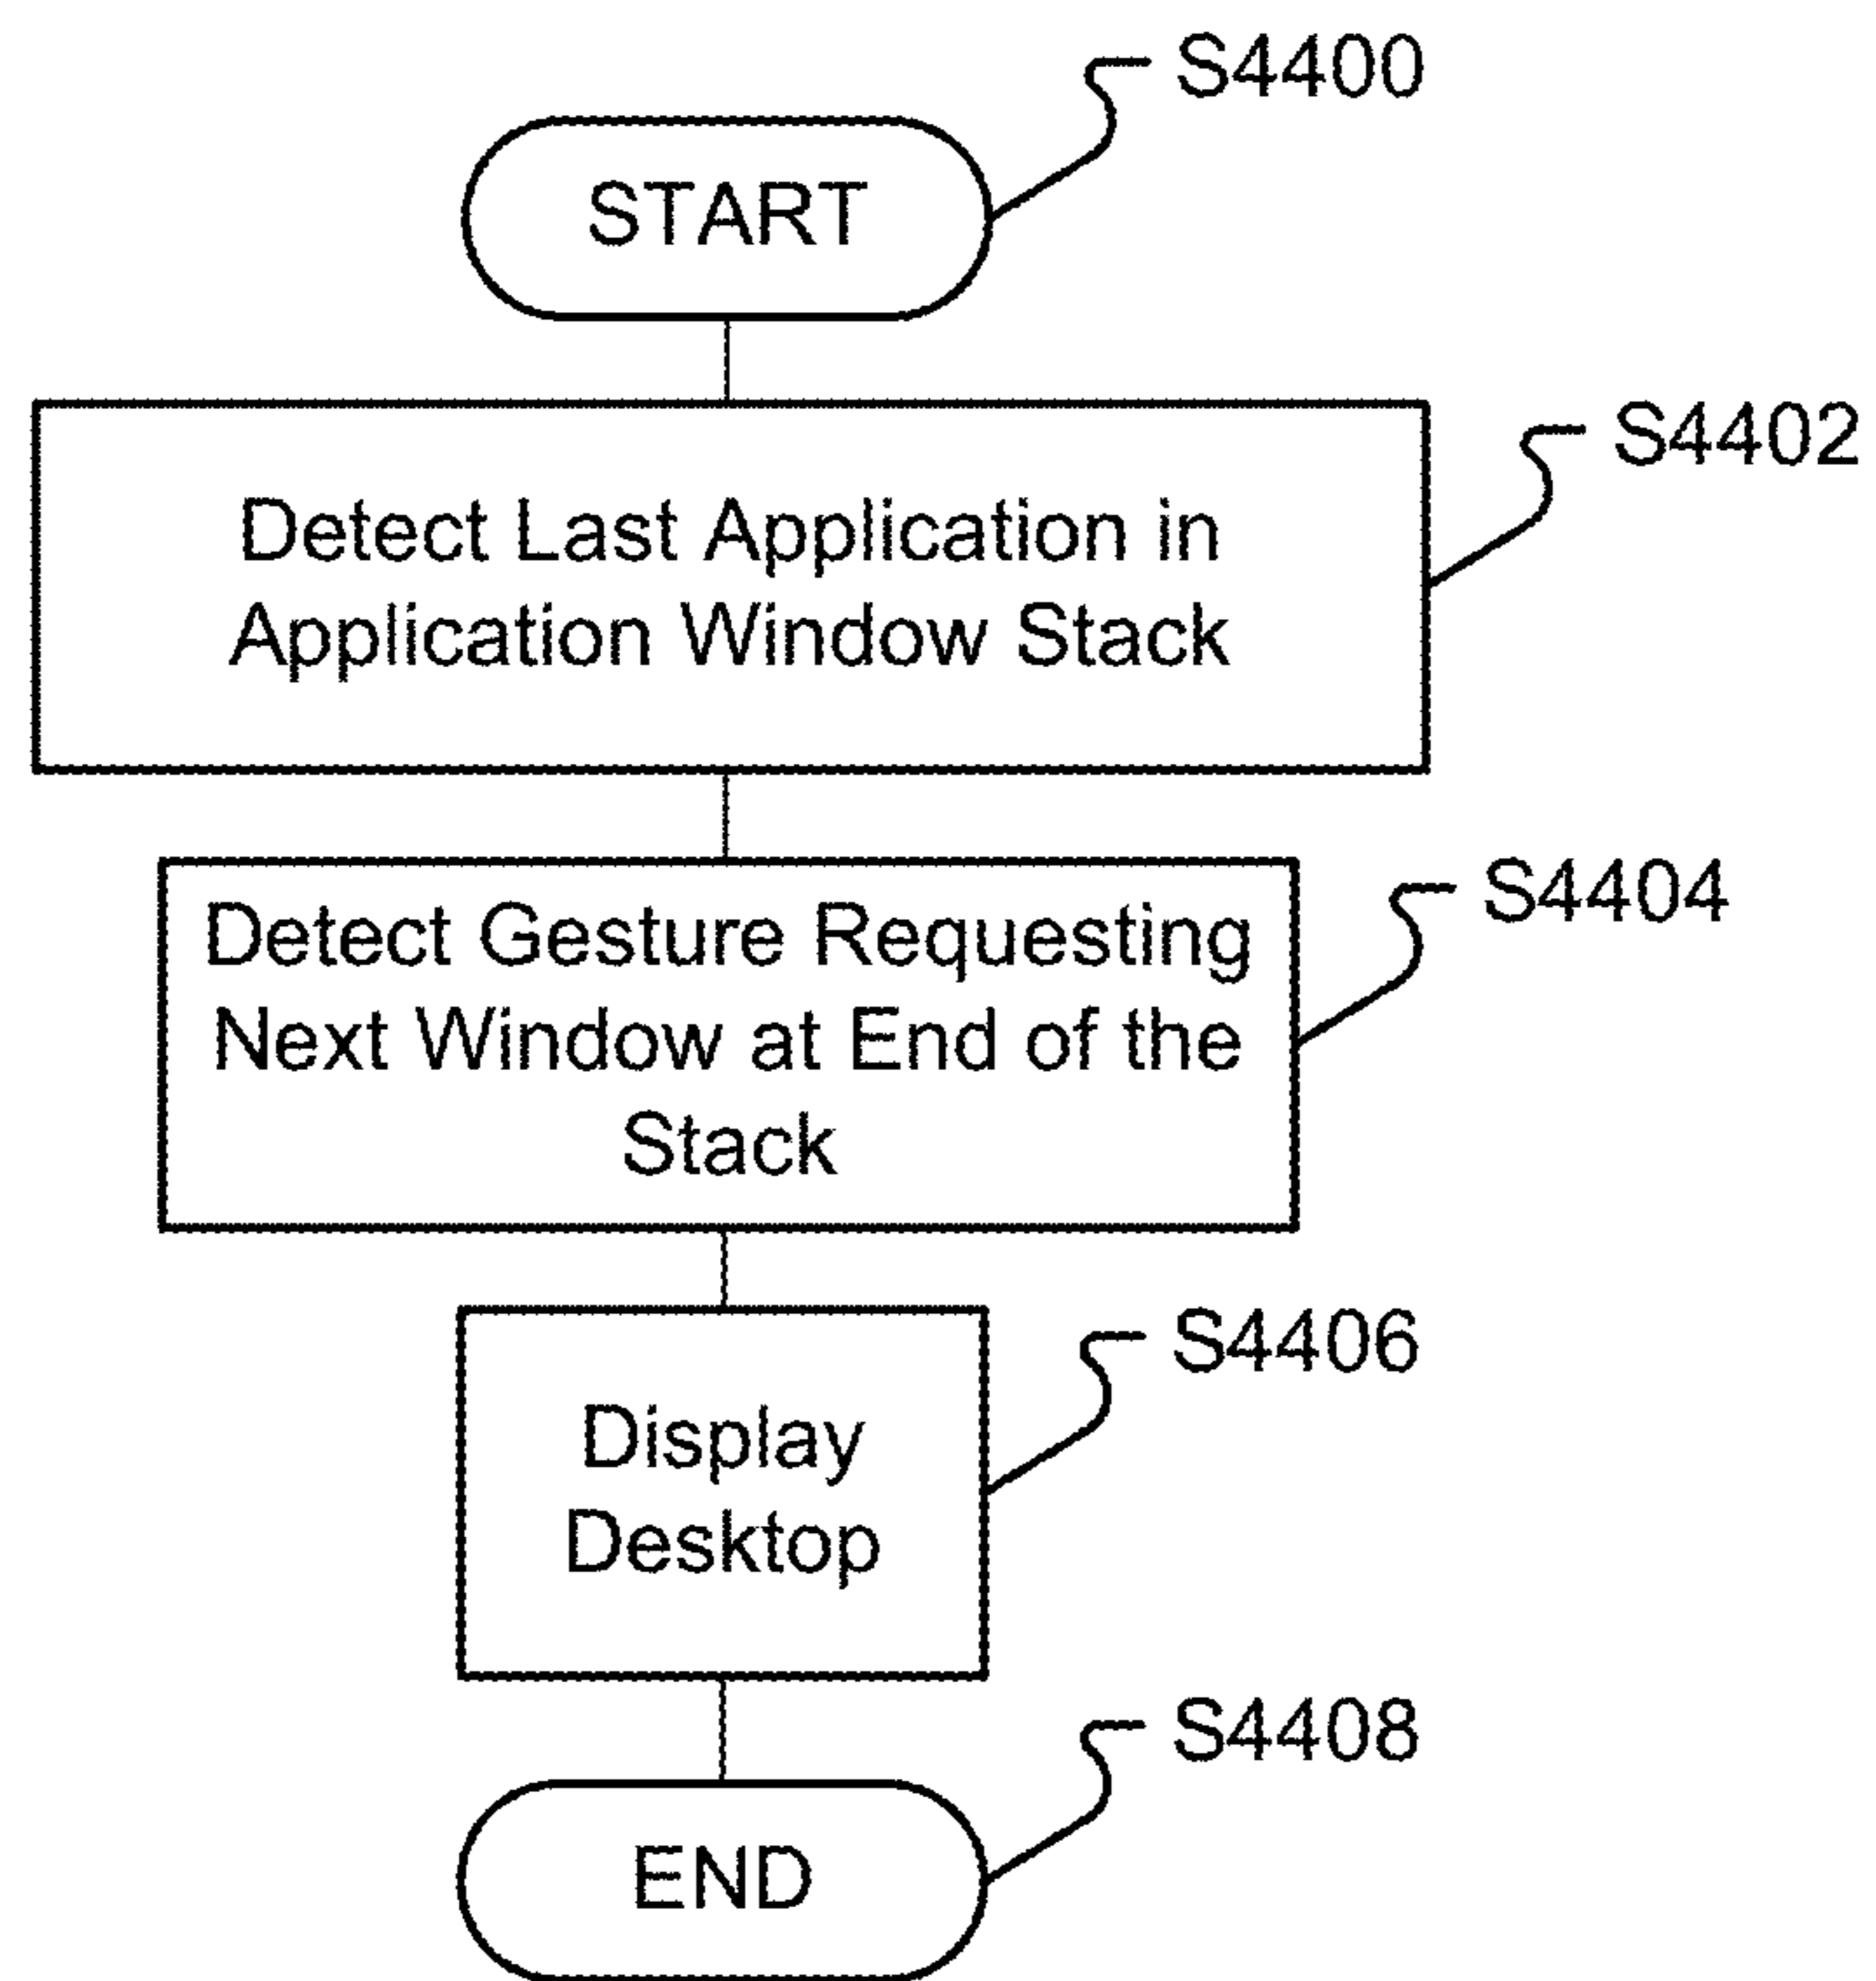 S4400
START
S4402
Detect Last Application in
Application Window Stack
S4404
Detect Gesture Requesting
Next Window at End of the
Stack
S4406
Display
Desktop
S4408
END